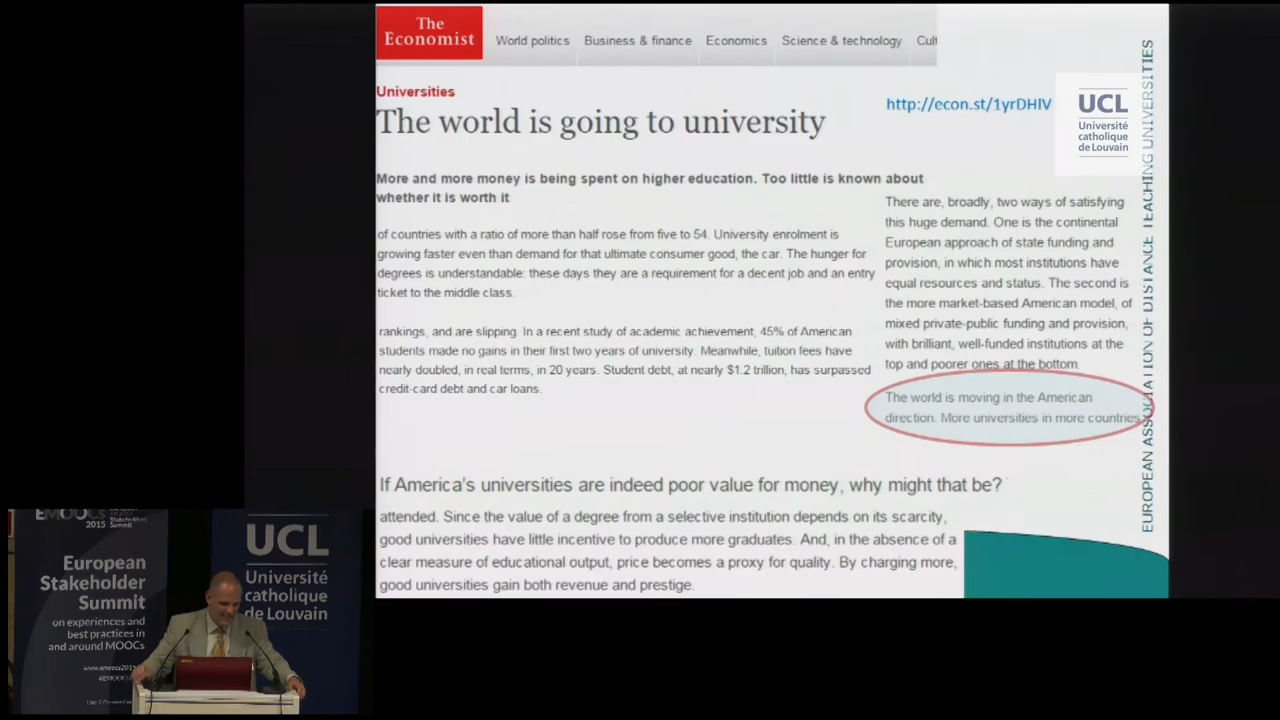 The
Economist
World politics
Business & finance
Economics
Science & technology
Cult
Universities
The world is going to university
http://econ.st/1yrDHIV
UCL
Université
catholique
de Louvain
More and more money is being spent on higher education. Too little is known about
whether it is worth it
of countries with a ratio of more than half rose from five to 54. University enrolment is
growing faster even than demand for that ultimate consumer good, the car. The hunger for
degrees is understandable: these days they are a requirement for a decent job and an entry
ticket to the middle class.
rankings, and are slipping. In a recent study of academic achievement, 45% of American
students made no gains in their first two years of university. Meanwhile, tuition fees have
nearly doubled, in real terms, in 20 years. Student debt, at nearly $1.2 trillion, has surpassed
credit-card debt and car loans.
There are, broadly, two ways of satisfying
this huge demand. One is the continental
European approach of state funding and
provision, in which most institutions have
equal resources and status. The second is
the more market-based American model, of
mixed private-public funding and provision,
with brilliant, well-funded institutions at the
top and poorer ones at the bottom.
The world is moving in the American
direction. More universities in more countries
EUROPEAN ASSOCIATION OF DISTANCE TEACHING UNIVERSITIES
If America's universities are indeed poor value for money, why might that be?
attended. Since the value of a degree from a selective institution depends on its scarcity,
good universities have little incentive to produce more graduates. And, in the absence of a
clear measure of educational output, price becomes a proxy for quality. By charging more,
good universities gain both revenue and prestige.
EMOOCs
2015
Stakeholders
Summit
European
Stakeholder
Summit
on experiences and
best practices in
and around MOOCs
UCL
Université
catholique
de Louvain